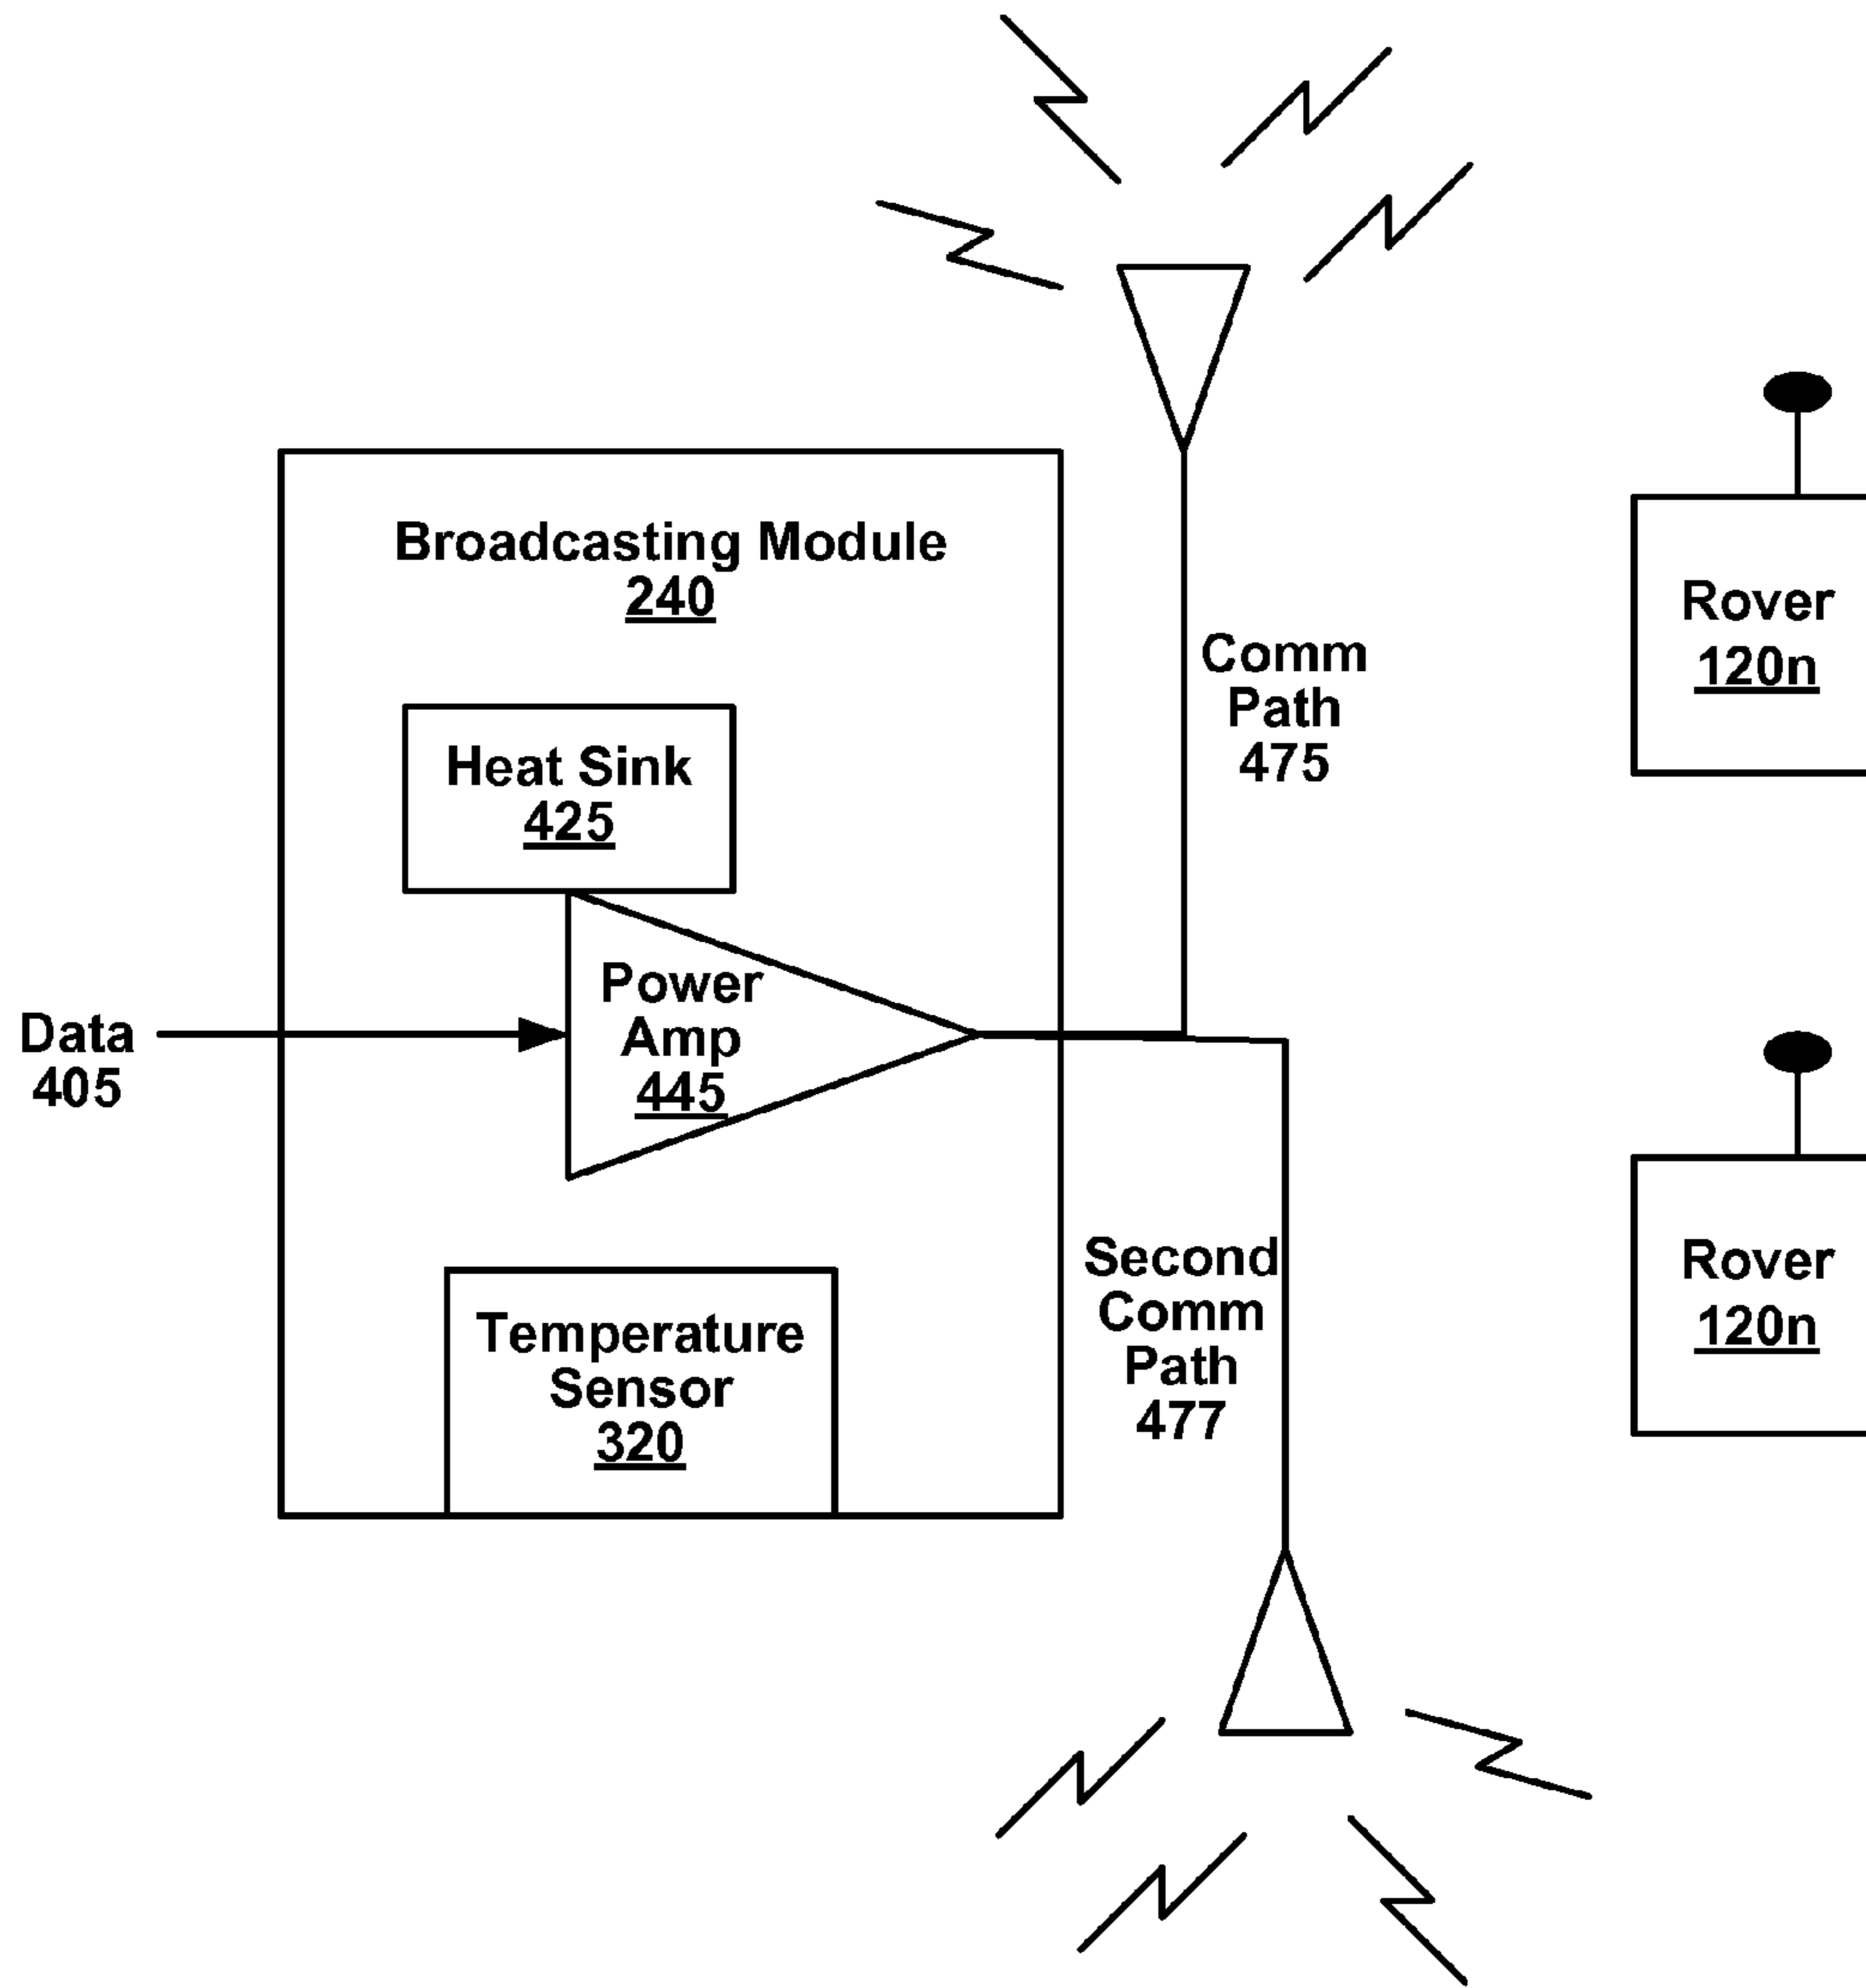 Broadcasting Module
240
Heat Sink
425
Power
Amp
445
Data
405
Temperature
Sensor
320
Comm
Path
475
Second
Comm
Path
477
Rover
120n
Rover
120n